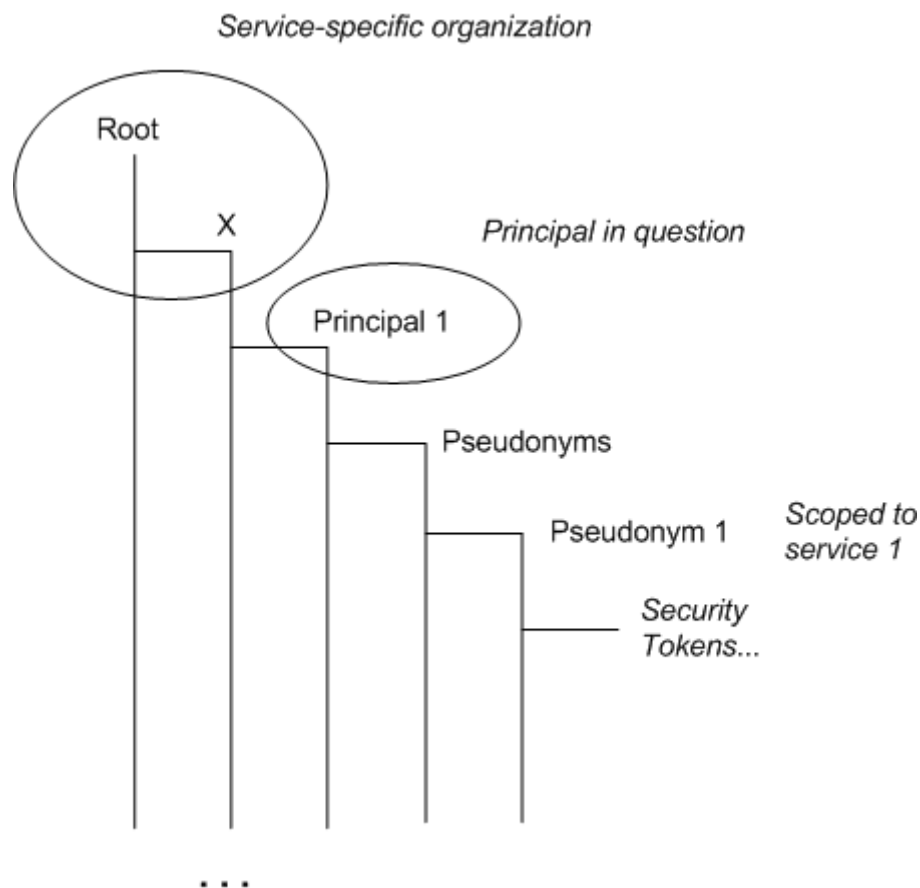 Service-specific organization
Root
X
Principal in question
Principal 1
Pseudonyms
Pseudonym 1
Scoped to
service 1
Security
Tokens...
...